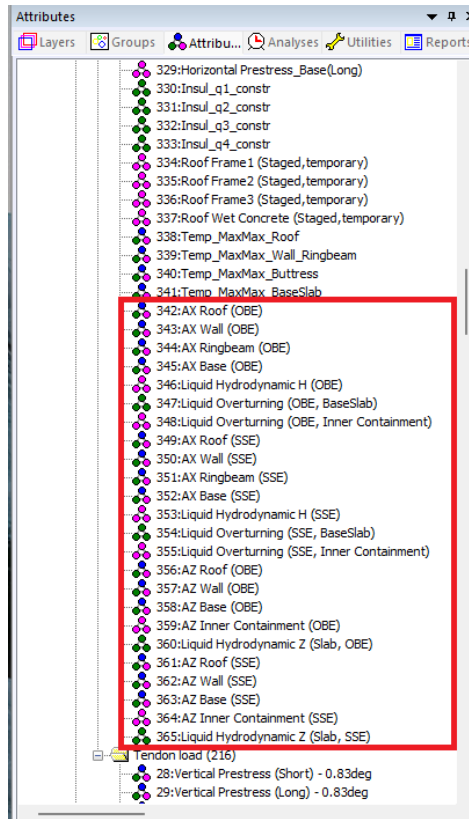 Attributes
Layers Groups Attribu... Analyses Utilities Reports
329:Horizontal Prestress_Base(Long)
330:Insul_q1_constr
331:Insul_q2_constr
332:Insul_q3_constr
333:Insul_q4_constr
334:Roof Frame1 (Staged,temporary)
335:Roof Frame2 (Staged,temporary)
336:Roof Frame3 (Staged,temporary)
337:Roof Wet Concrete (Staged,temporary)
338:Temp_MaxMax_Roof
339:Temp_MaxMax_Wall_Ringbeam
340:Temp_MaxMax_Buttress
341:Temp_MaxMax_BaseSlab
342:AX Roof (OBE)
343:AX Wall (OBE)
344:AX Ringbeam (OBE)
345:AX Base (OBE)
346:Liquid Hydrodynamic H (OBE)
347:Liquid Overturning (OBE, BaseSlab)
348:Liquid Overturning (OBE, Inner Containment)
349:AX Roof (SSE)
350:AX Wall (SSE)
351:AX Ringbeam (SSE)
352:AX Base (SSE)
353:Liquid Hydrodynamic H (SSE)
354:Liquid Overturning (SSE, BaseSlab)
355:Liquid Overturning (SSE, Inner Containment)
356:AZ Roof (OBE)
357:AZ Wall (OBE)
358:AZ Base (OBE)
359:AZ Inner Containment (OBE)
360:Liquid Hydrodynamic Z (Slab, OBE)
361:AZ Roof (SSE)
362:AZ Wall (SSE)
363:AZ Base (SSE)
364:AZ Inner Containment (SSE)
365:Liquid Hydrodynamic Z (Slab, SSE)
Tendon load (216)
28:Vertical Prestress (Short) - 0.83deg
29:Vertical Prestress (Long) - 0.83deg